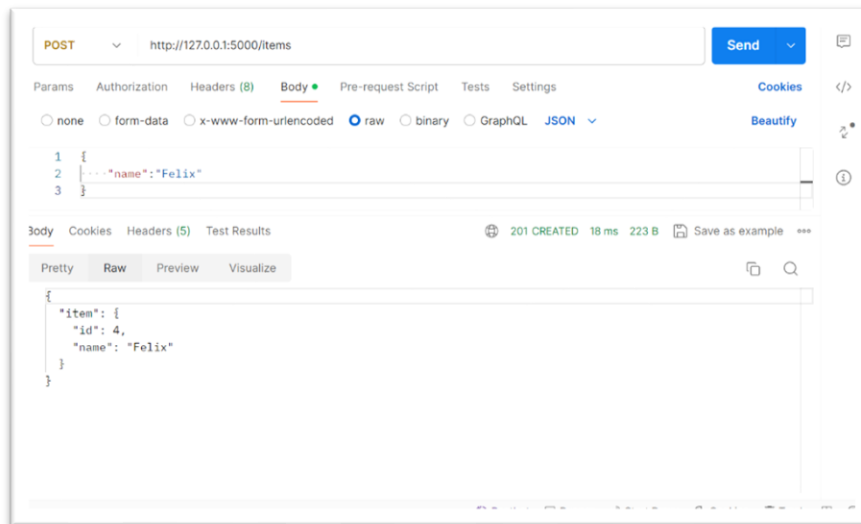 POST http://127.0.0.1:5000/items Send
Params Authorization Headers (8) Body Pre-request Script Tests Settings Cookies
none form-data x-www-form-urlencoded raw binary GraphQL JSON Beautify
1 {
2 ····"name":"Felix"
3 }
Body Cookies Headers (5) Test Results 201 CREATED 18 ms 223 B Save as example
Pretty Raw Preview Visualize
{
"item": {
"id": 4,
"name": "Felix"
}
}